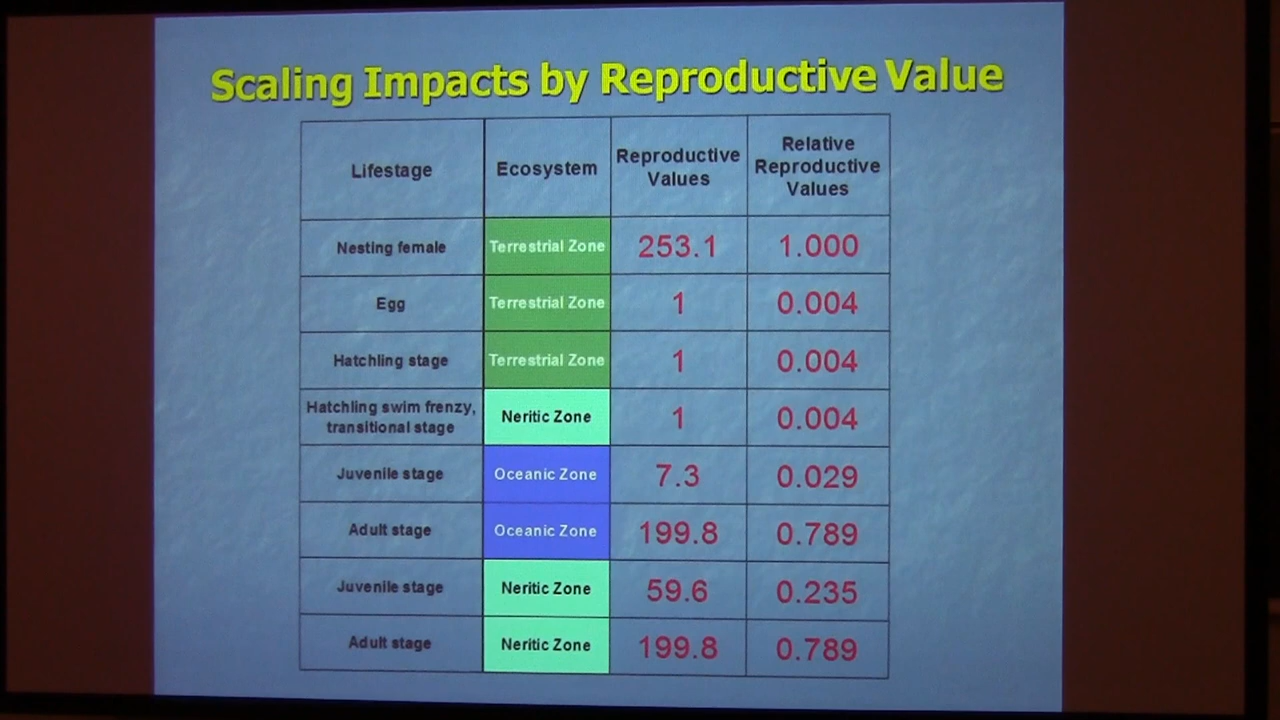 Scaling Impacts by Reproductive Value
Lifestage
Ecosystem
Reproductive
Values
Relative
Reproductive
Values
Nesting female
Terrestrial Zone
253.1
1.000
Egg
Terrestrial Zone
1
0.004
Hatchling stage
Terrestrial Zone
1
0.004
Hatchling swim frenzy,
transitional stage
Neritic Zone
1
0.004
Juvenile stage
Oceanic Zone
7.3
0.029
Adult stage
Oceanic Zone
199.8
0.789
Juvenile stage
Neritic Zone
59.6
0.235
Adult stage
Neritic Zone
199.8
0.789